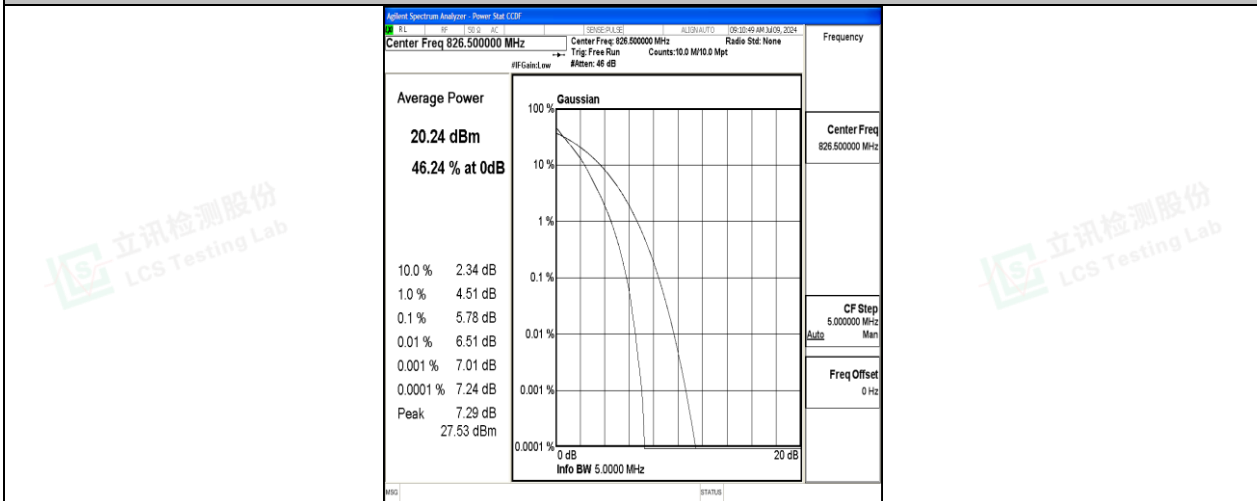 Agilent Spectrum Analyzer - Power Stat CCDF
RL RF 50 Ω AC SENSE:PULSE ALIGN AUTO 09:10:49 AM Jul 09, 2024
Center Freq 826.500000 MHz
Center Freq: 826.500000 MHz Radio Std: None
Trig: Free Run Counts:10.0 M/10.0 Mpt
#IFGain:Low #Atten: 46 dB
Frequency
Average Power
20.24 dBm
46.24 % at 0dB
10.0 % 2.34 dB
1.0 % 4.51 dB
0.1 % 5.78 dB
0.01 % 6.51 dB
0.001 % 7.01 dB
0.0001 % 7.24 dB
Peak 7.29 dB
27.53 dBm
Gaussian
100 %
10 %
1 %
0.1 %
0.01 %
0.001 %
0.0001 %
0 dB 20 dB
Info BW 5.0000 MHz
Center Freq
826.500000 MHz
CF Step
5.000000 MHz
Auto Man
Freq Offset
0 Hz
MSG STATUS
立讯检测股份
LCS Testing Lab
立讯检测股份
LCS Testing Lab